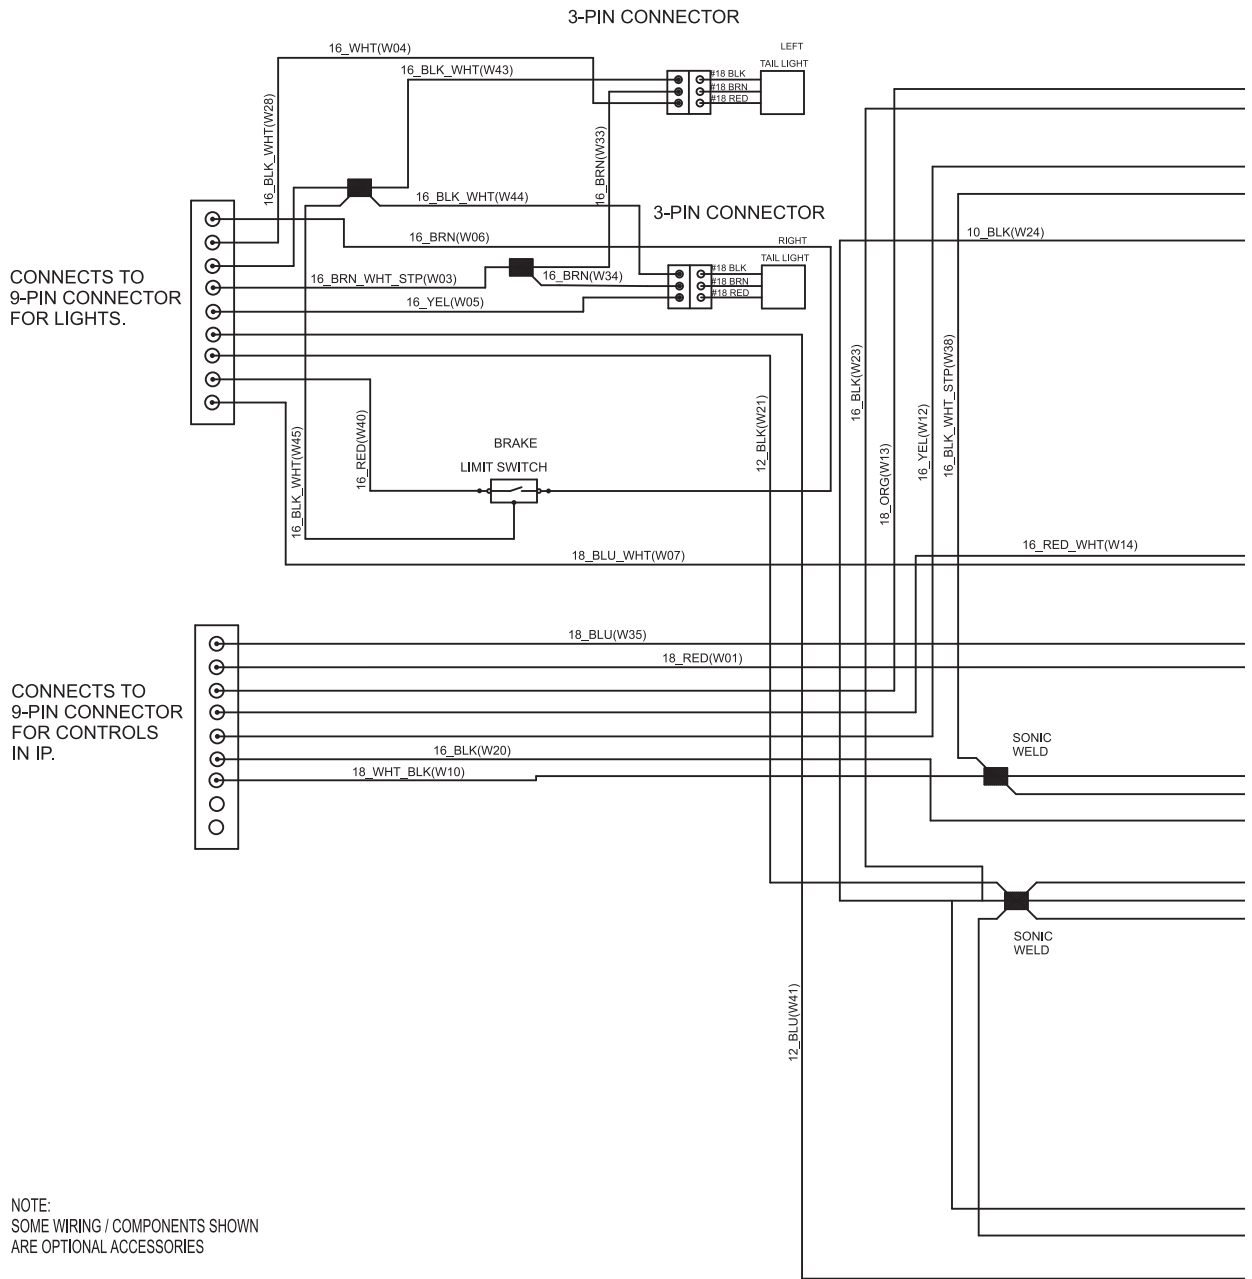 3-PIN CONNECTOR
16_WHT(W04)
LEFT
TAIL LIGHT
16_BLK_WHT(W43)
#18 BLK
#18 BRN
#18 RED
16_BLK_WHT(W28)
16_BRN(W33)
16_BLK_WHT(W44)
3-PIN CONNECTOR
16_BRN(W06)
10_BLK(W24)
RIGHT
TAIL LIGHT
CONNECTS TO
9-PIN CONNECTOR
FOR LIGHTS.
16_BRN_WHT_STP(W03)
16_BRN(W34)
#18 BLK
#18 BRN
#18 RED
16_YEL(W05)
16_BLK_WHT(W45)
16_RED(W40)
BRAKE
LIMIT SWITCH
12_BLK(W21)
16_BLK(W23)
18_ORG(W13)
16_YEL(W12)
16_BLK_WHT_STP(W38)
16_RED_WHT(W14)
18_BLU_WHT(W07)
18_BLU(W35)
18_RED(W01)
CONNECTS TO
9-PIN CONNECTOR
FOR CONTROLS
IN IP.
16_BLK(W20)
18_WHT_BLK(W10)
SONIC
WELD
SONIC
WELD
12_BLU(W41)
NOTE:
SOME WIRING / COMPONENTS SHOWN
ARE OPTIONAL ACCESSORIES